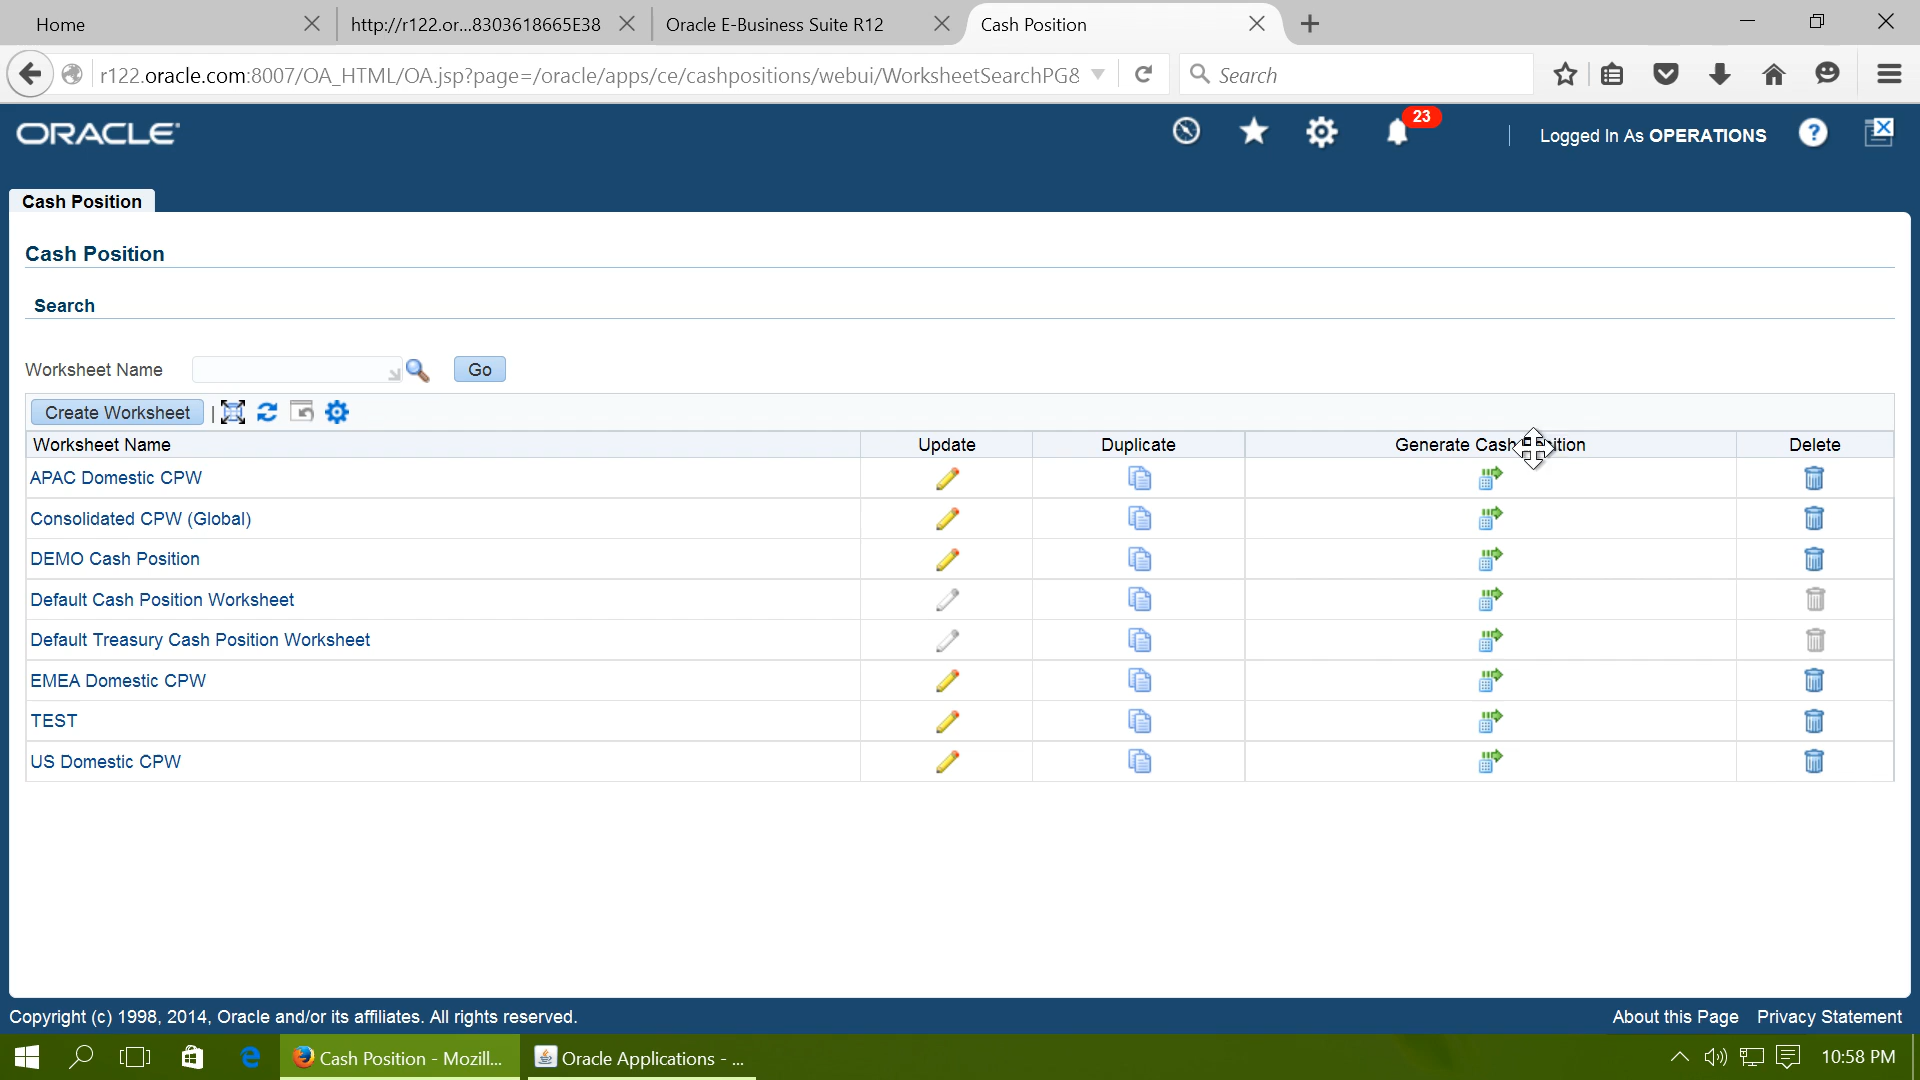 Home
http://r122.or...8303618665E38
Oracle E-Business Suite R12
Cash Position
r122.oracle.com:8007/OA_HTML/OA.jsp?page=/oracle/apps/ce/cashpositions/webui/WorksheetSearchPG8
Search
ORACLE
23
Logged In As OPERATIONS
Cash Position
Cash Position
Search
Worksheet Name
Go
Create Worksheet
Worksheet Name Update Duplicate Generate Cash Delete
APAC Domestic CPW
Consolidated CPW (Global)
DEMO Cash Position
Default Cash Position Worksheet
Default Treasury Cash Position Worksheet
EMEA Domestic CPW
TEST
US Domestic CPW
Copyright (c) 1998, 2014, Oracle and/or its affiliates. All rights reserved.
About this Page Privacy Statement
Cash Position - Mozill...
Oracle Applications - ...
10:58 PM